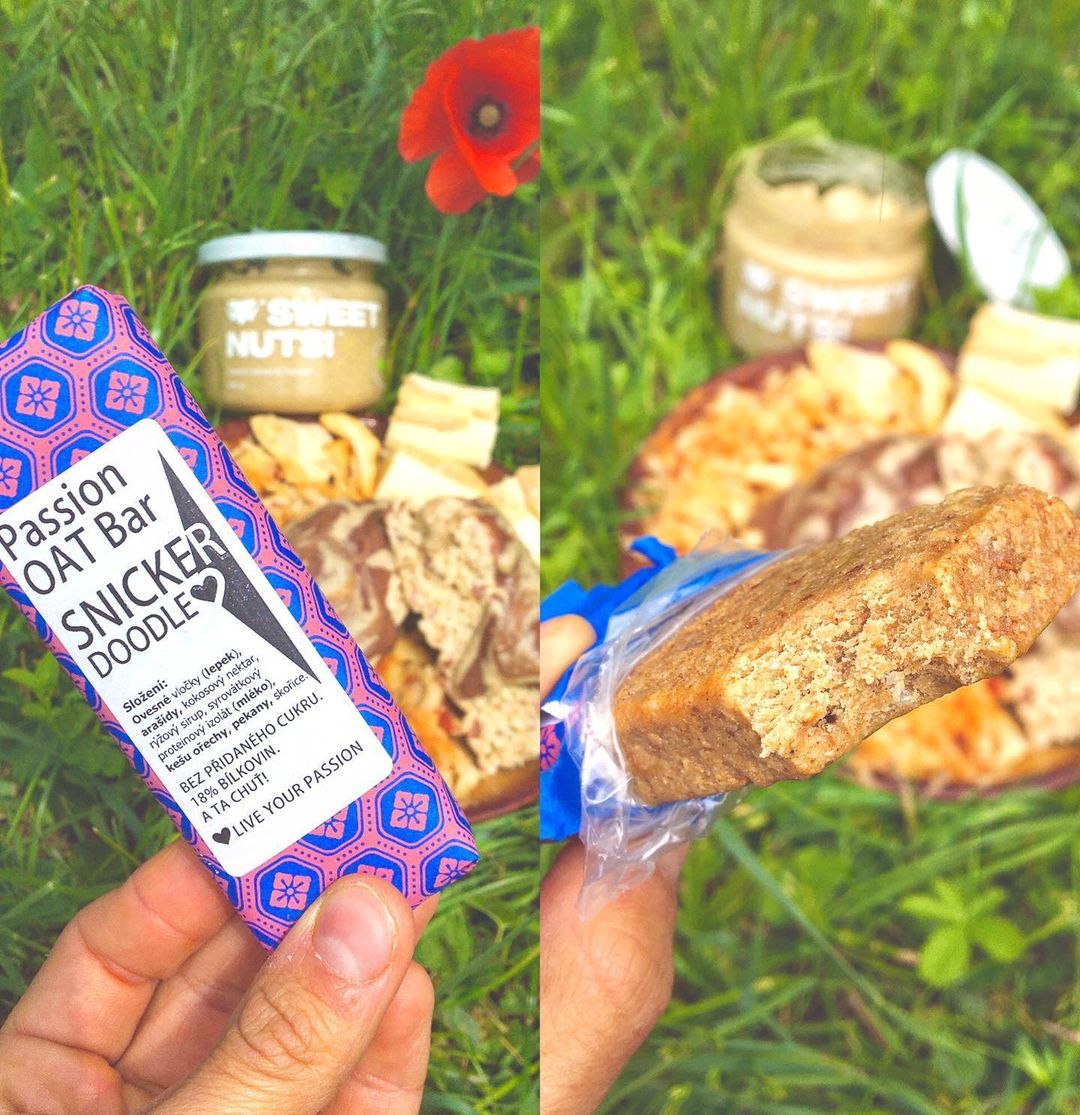 Passion
OAT Bar
SNICKER
DOODLE
Složení:
Ovesné vločky (lepek),
arašídy, kokosový nektar,
rýžový sirup, syrovátkový
proteinový izolát (mléko),
kešu ořechy, pekany, skořice.
BEZ PŘIDANÉHO CUKRU.
18% BÍLKOVIN.
A TA CHUŤ!
LIVE YOUR PASSION
SWEET
NUTS!
SWEET
NUTS!